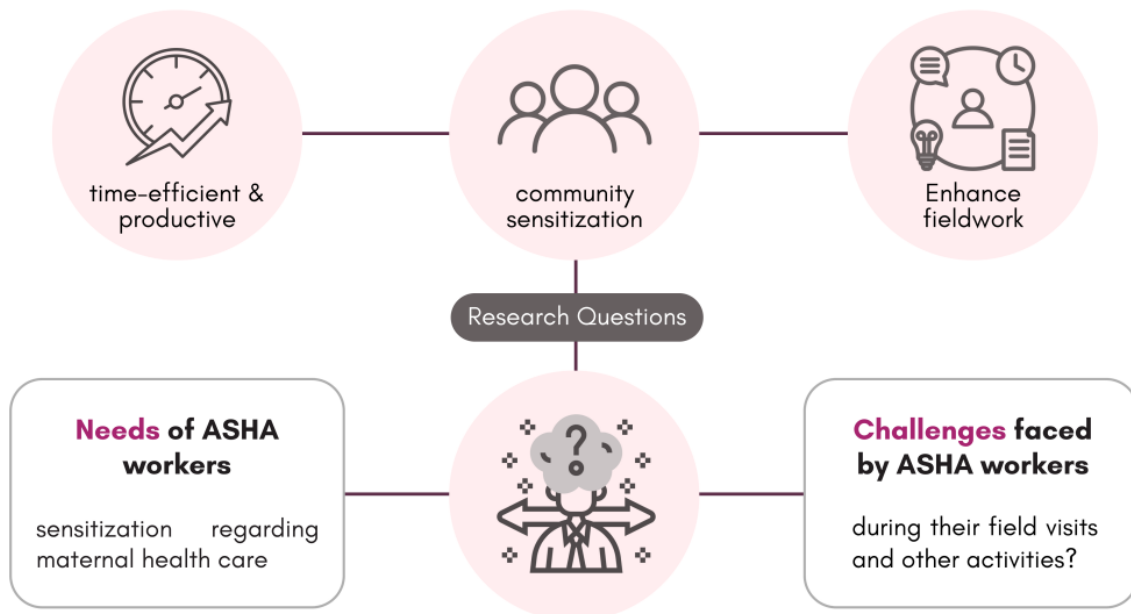 time-efficient &
productive
community
sensitization
Enhance
fieldwork
Research Questions
Needs of ASHA
workers
sensitization regarding
maternal health care
?
Challenges faced
by ASHA workers
during their field visits
and other activities?